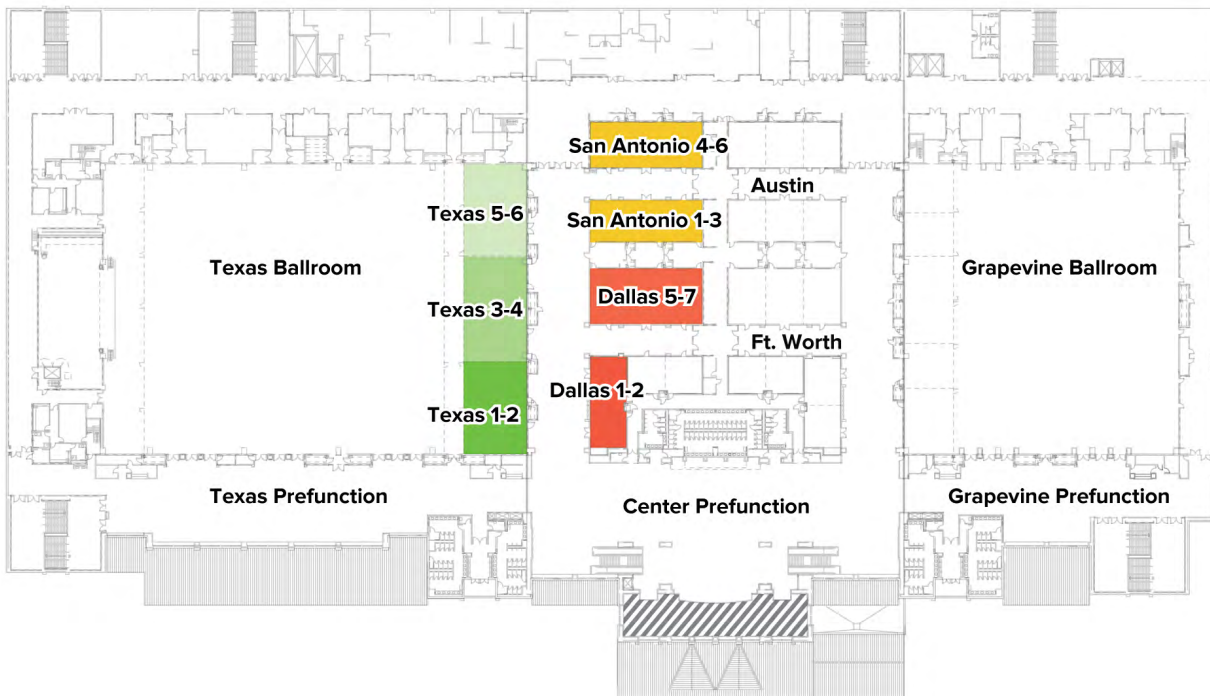 San Antonio 4-6
Austin
Texas 5-6
San Antonio 1-3
Texas Ballroom
Grapevine Ballroom
Dallas 5-7
Texas 3-4
Ft. Worth
Dallas 1-2
Texas 1-2
Texas Prefunction
Center Prefunction
Grapevine Prefunction